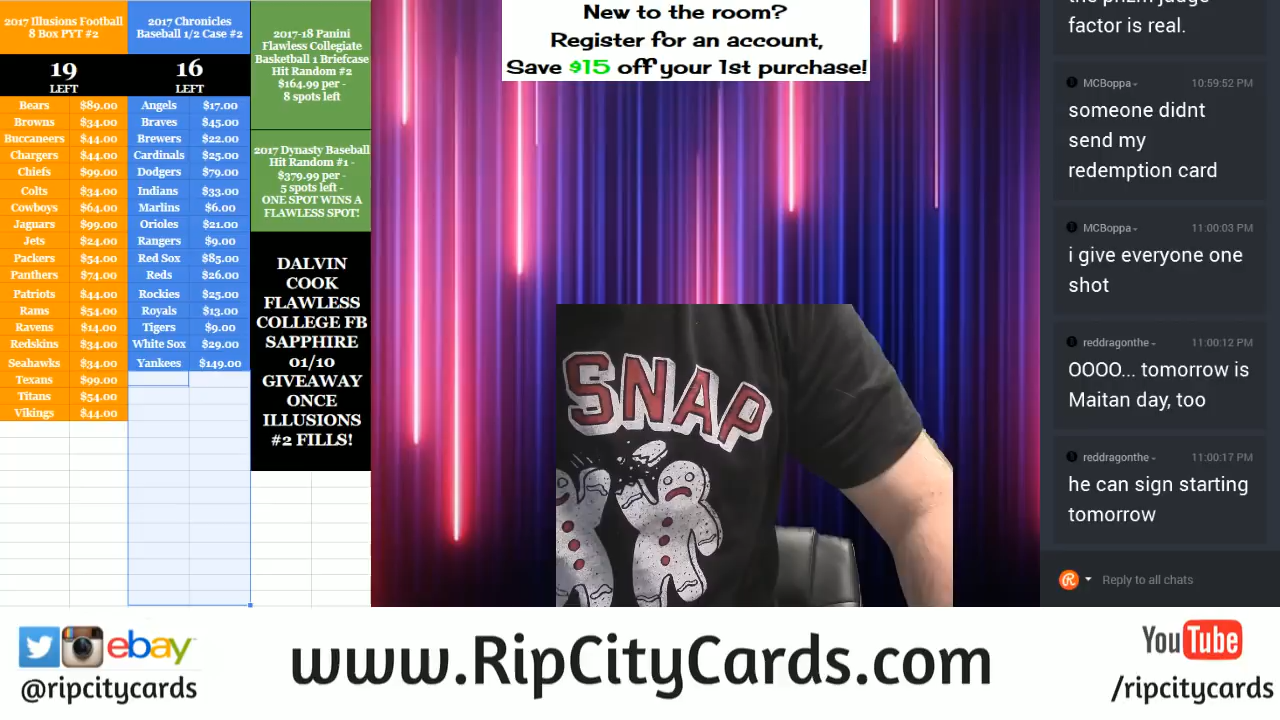 2017 Illusions Football
8 Box PYT #2
19
LEFT
Bears $89.00
Browns $34.00
Buccaneers $44.00
Chargers $44.00
Chiefs $99.00
Colts $34.00
Cowboys $64.00
Jaguars $99.00
Jets $24.00
Packers $54.00
Panthers $74.00
Patriots $44.00
Rams $54.00
Ravens $14.00
Redskins $34.00
Seahawks $34.00
Texans $99.00
Titans $54.00
Vikings $44.00
2017 Chronicles
Baseball 1/2 Case #2
16
LEFT
Angels $17.00
Braves $45.00
Brewers $22.00
Cardinals $25.00
Dodgers $79.00
Indians $33.00
Marlins $6.00
Orioles $21.00
Rangers $9.00
Red Sox $85.00
Reds $26.00
Rockies $25.00
Royals $13.00
Tigers $9.00
White Sox $29.00
Yankees $149.00
2017-18 Panini
Flawless Collegiate
Basketball 1 Briefcase
Hit Random #2
$164.99 per -
8 spots left
2017 Dynasty Baseball
Hit Random #1 -
$379.99 per -
5 spots left -
ONE SPOT WINS A
FLAWLESS SPOT!
DALVIN
COOK
FLAWLESS
COLLEGE FB
SAPPHIRE
01/10
GIVEAWAY
ONCE
ILLUSIONS
#2 FILLS!
New to the room?
Register for an account,
Save $15 off your 1st purchase!
SNAP
the prizm judge
factor is real.
MCBoppa 10:59:52 PM
someone didnt
send my
redemption card
MCBoppa 11:00:03 PM
i give everyone one
shot
reddragonthe 11:00:12 PM
OOOO... tomorrow is
Maitan day, too
reddragonthe 11:00:17 PM
he can sign starting
tomorrow
Reply to all chats
ebay
@ripcitycards
www.RipCityCards.com
YouTube
/ripcitycards